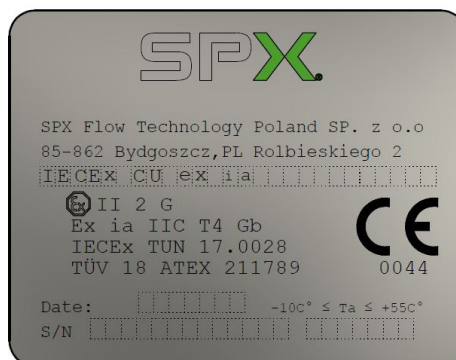 SPX®
SPX Flow Technology Poland SP. z o.o
85-862 Bydgoszcz,PL Rolbieskiego 2
IECEx CU ex ia
Ex II 2 G
Ex ia IIC T4 Gb
IECEx TUN 17.0028
TÜV 18 ATEX 211789
CE
0044
Date:
-10C° ≤ Ta ≤ +55C°
S/N